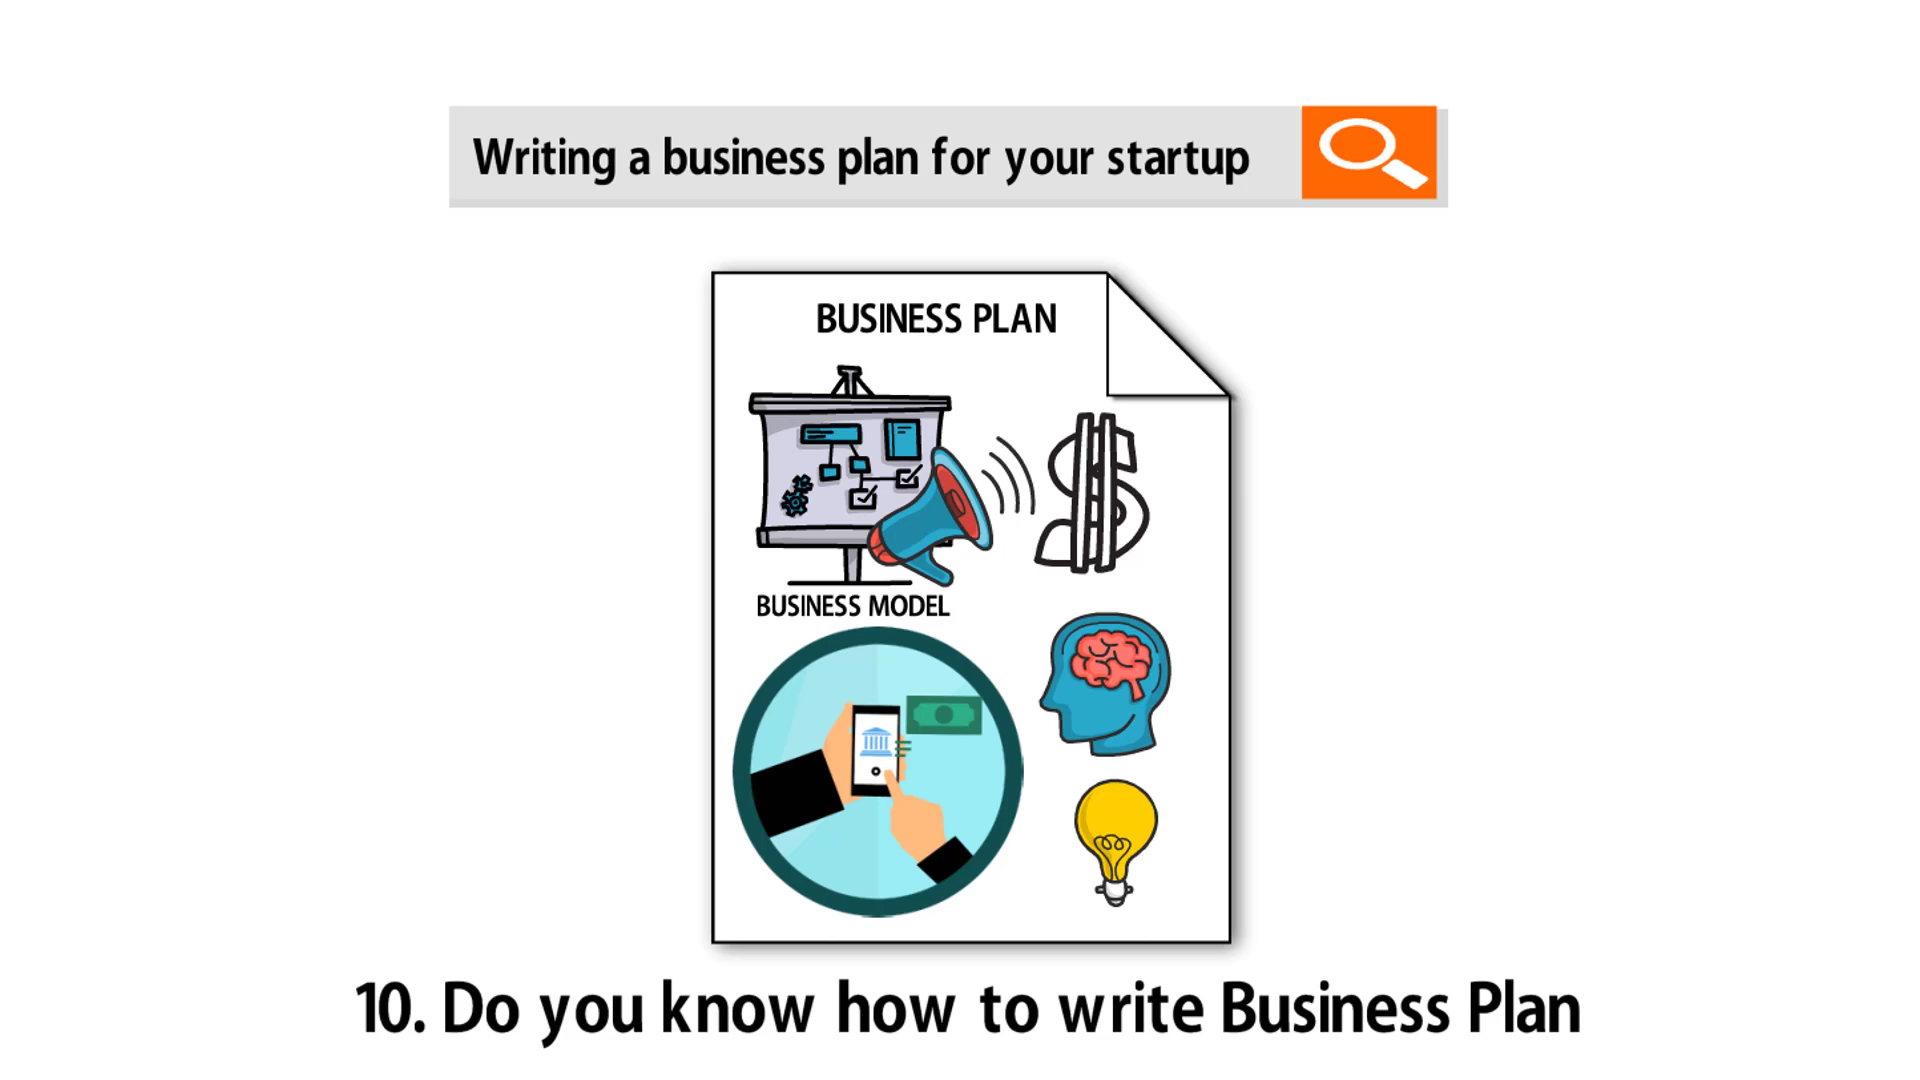 Writing a business plan for your startup
BUSINESS PLAN
BUSINESS MODEL
10. Do you know how to write Business Plan